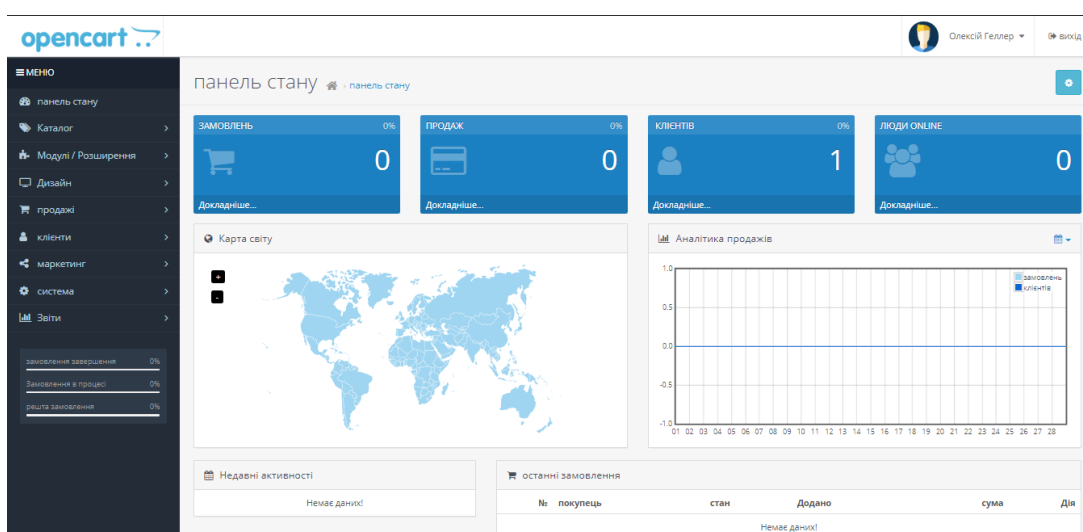 opencart
Олексій Геллер
вихід
МЕНЮ
панель стану
Каталог
Модулі / Розширення
Дизайн
продажі
клієнти
маркетинг
система
Звіти
замовлення завершення 0%
Замовлення в процесі 0%
решта замовлення 0%
панель стану › панель стану
ЗАМОВЛЕНЬ 0%
0
Докладніше...
ПРОДАЖ 0%
0
Докладніше...
КЛІЄНТІВ 0%
1
Докладніше...
ЛЮДИ ONLINE
0
Докладніше...
Карта світу
+
-
Аналітика продажів
замовлень
клієнтів
1.0
0.5
0.0
-0.5
-1.0
01 02 03 04 05 06 07 08 09 10 11 12 13 14 15 16 17 18 19 20 21 22 23 24 25 26 27 28
Недавні активності
Немає даних!
останні замовлення
№ покупець стан Додано сума Дія
Немає даних!